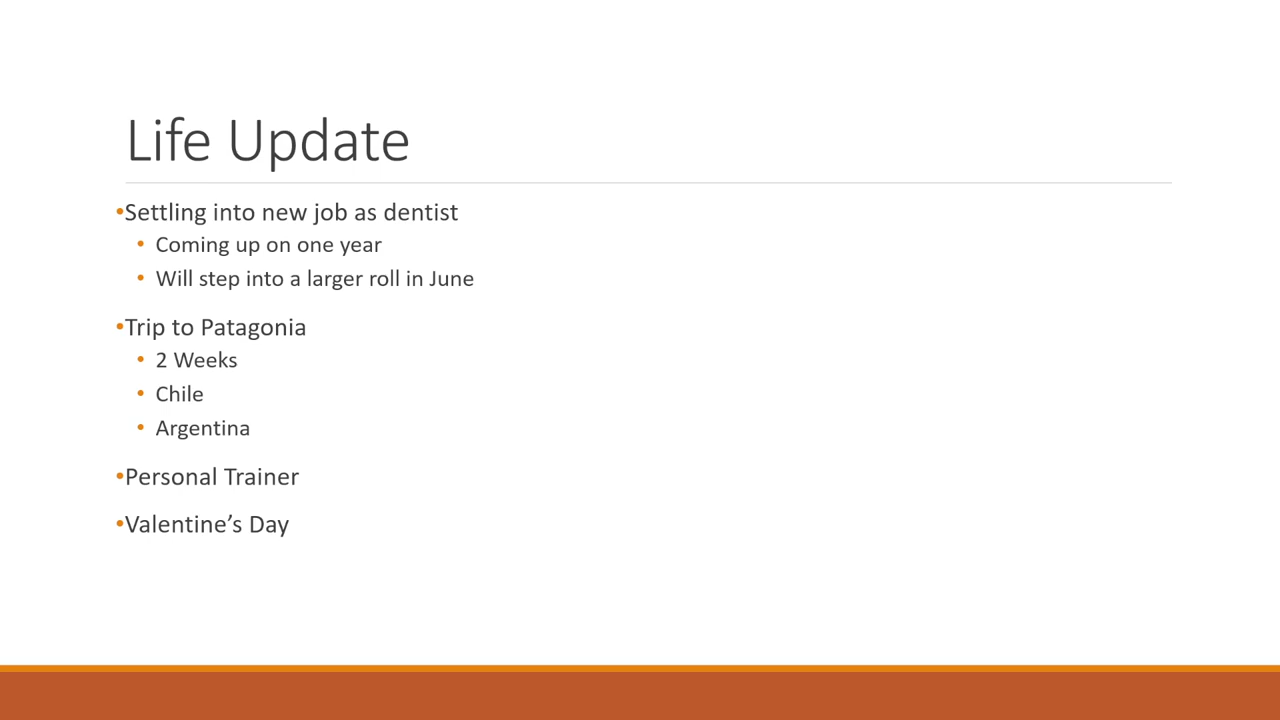 Life Update
•Settling into new job as dentist
• Coming up on one year
• Will step into a larger roll in June
•Trip to Patagonia
• 2 Weeks
• Chile
• Argentina
•Personal Trainer
•Valentine’s Day